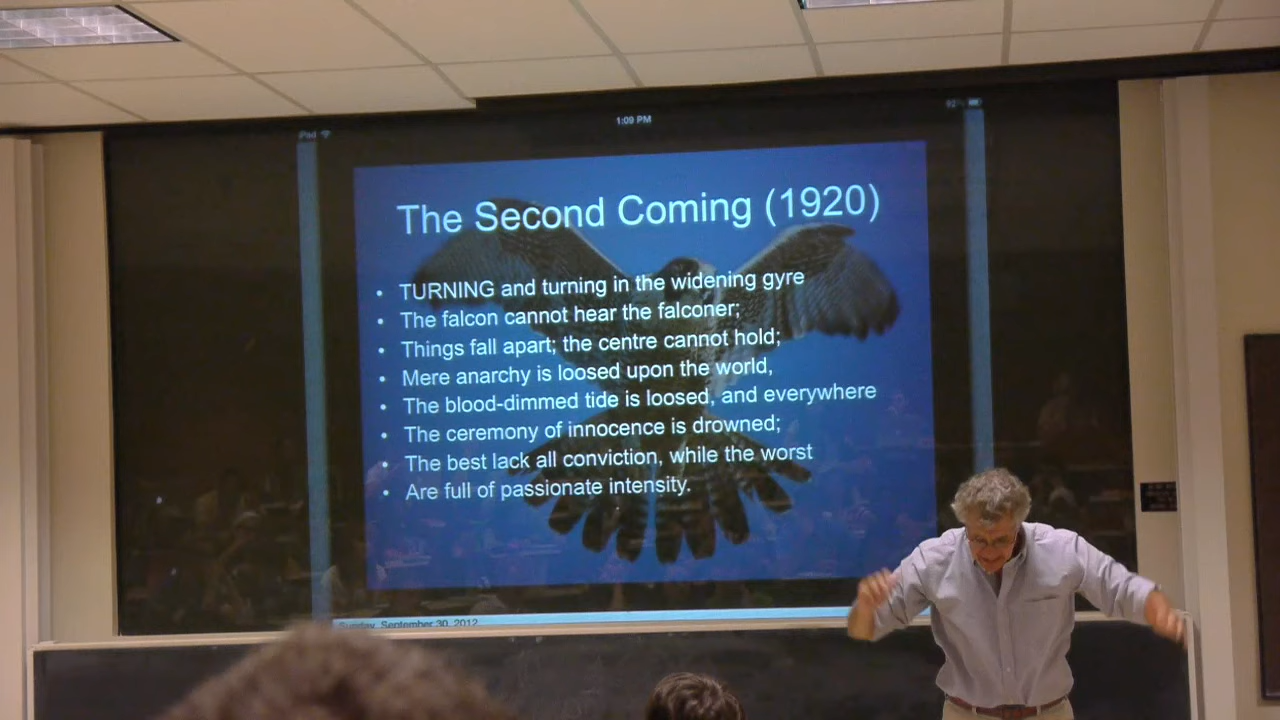 iPad 1:09 PM 92%
The Second Coming (1920)
• TURNING and turning in the widening gyre
• The falcon cannot hear the falconer;
• Things fall apart; the centre cannot hold;
• Mere anarchy is loosed upon the world,
• The blood-dimmed tide is loosed, and everywhere
• The ceremony of innocence is drowned;
• The best lack all conviction, while the worst
• Are full of passionate intensity.
Sunday, September 30, 2012